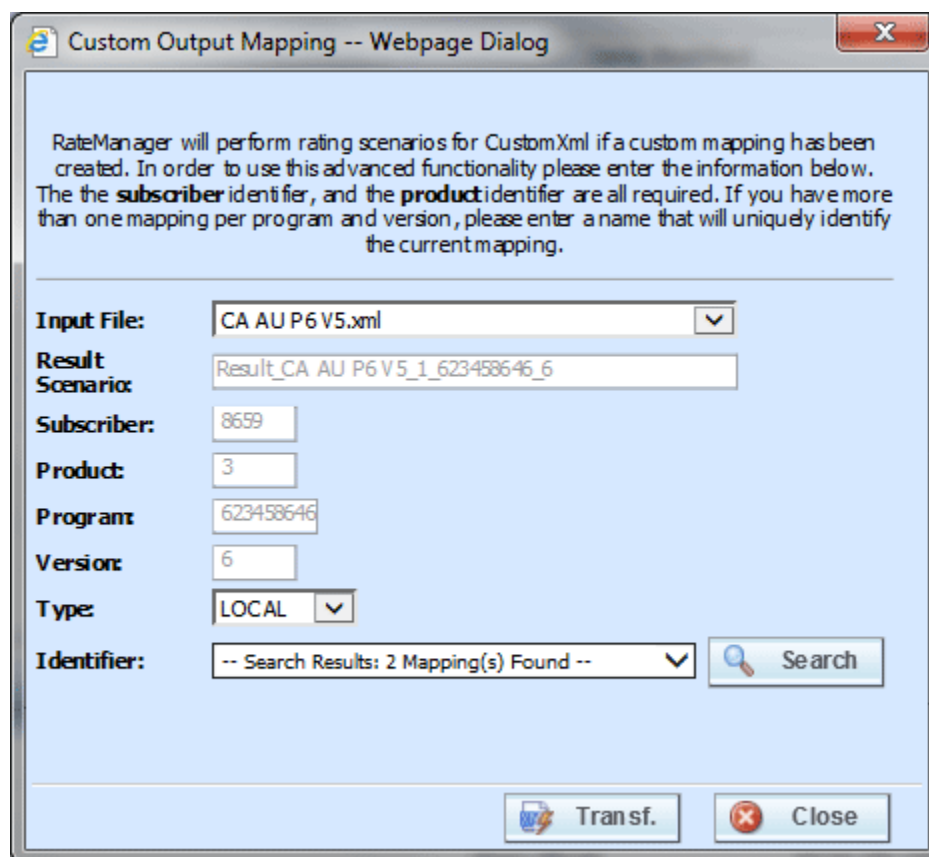 Custom Output Mapping -- Webpage Dialog
RateManager will perform rating scenarios for CustomXml if a custom mapping has been
created. In order to use this advanced functionality please enter the information below.
The the subscriber identifier, and the product identifier are all required. If you have more
than one mapping per program and version, please enter a name that will uniquely identify
the current mapping.
Input File: CA AU P6 V5.xml
Result
Scenario: Result_CA AU P6 V5_1_623458646_6
Subscriber: 8659
Product: 3
Program: 623458646
Version: 6
Type: LOCAL
Identifier: -- Search Results: 2 Mapping(s) Found -- Search
Transf. Close